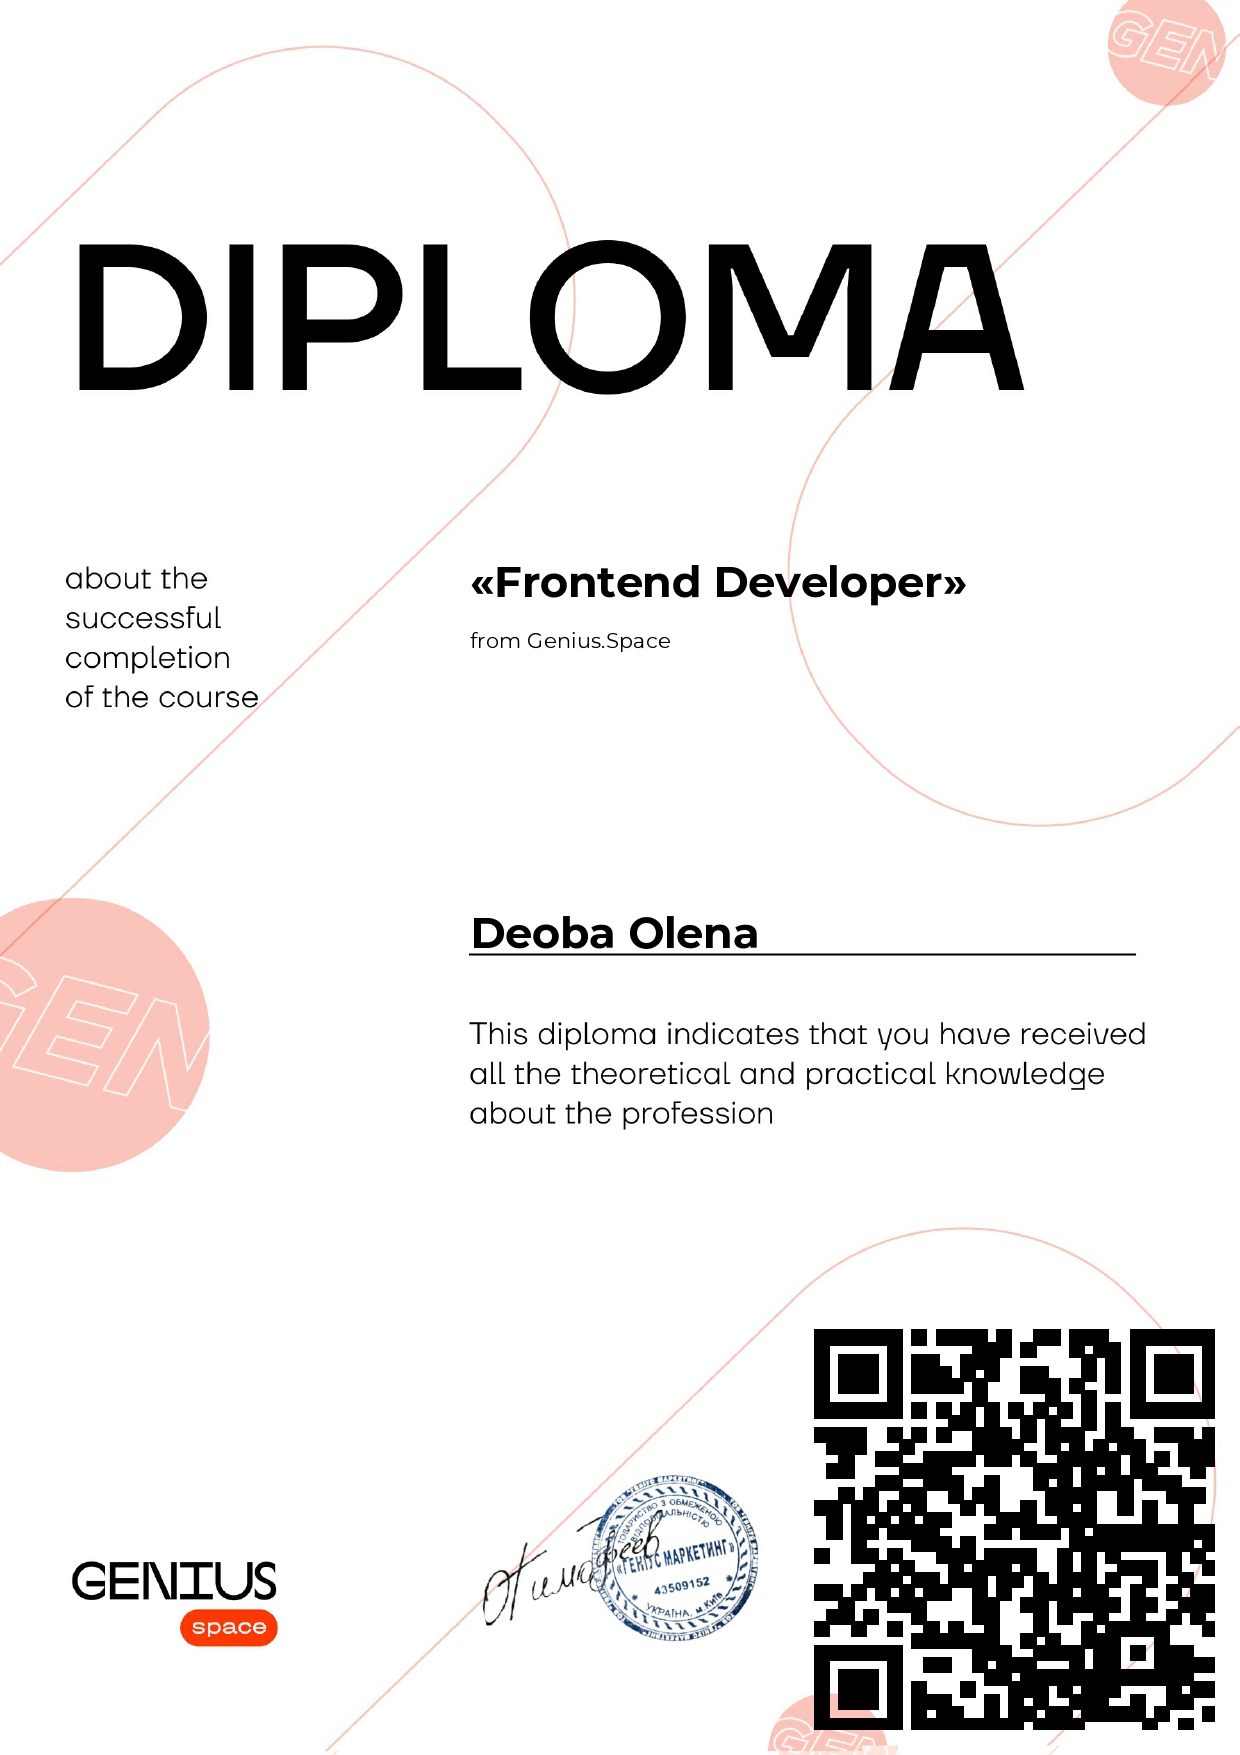 GEN
DIPLOMA
about the
successful
completion
of the course
«Frontend Developer»
from Genius.Space
Deoba Olena
GEN
This diploma indicates that you have received
all the theoretical and practical knowledge
about the profession
ТОВАРИСТВО З ОБМЕЖЕНОЮ
ВІДПОВІДАЛЬНІСТЮ
«ГЕНІУС МАРКЕТИНГ»
43509152
УКРАЇНА, м.Київ
GENIUS
space
GEN